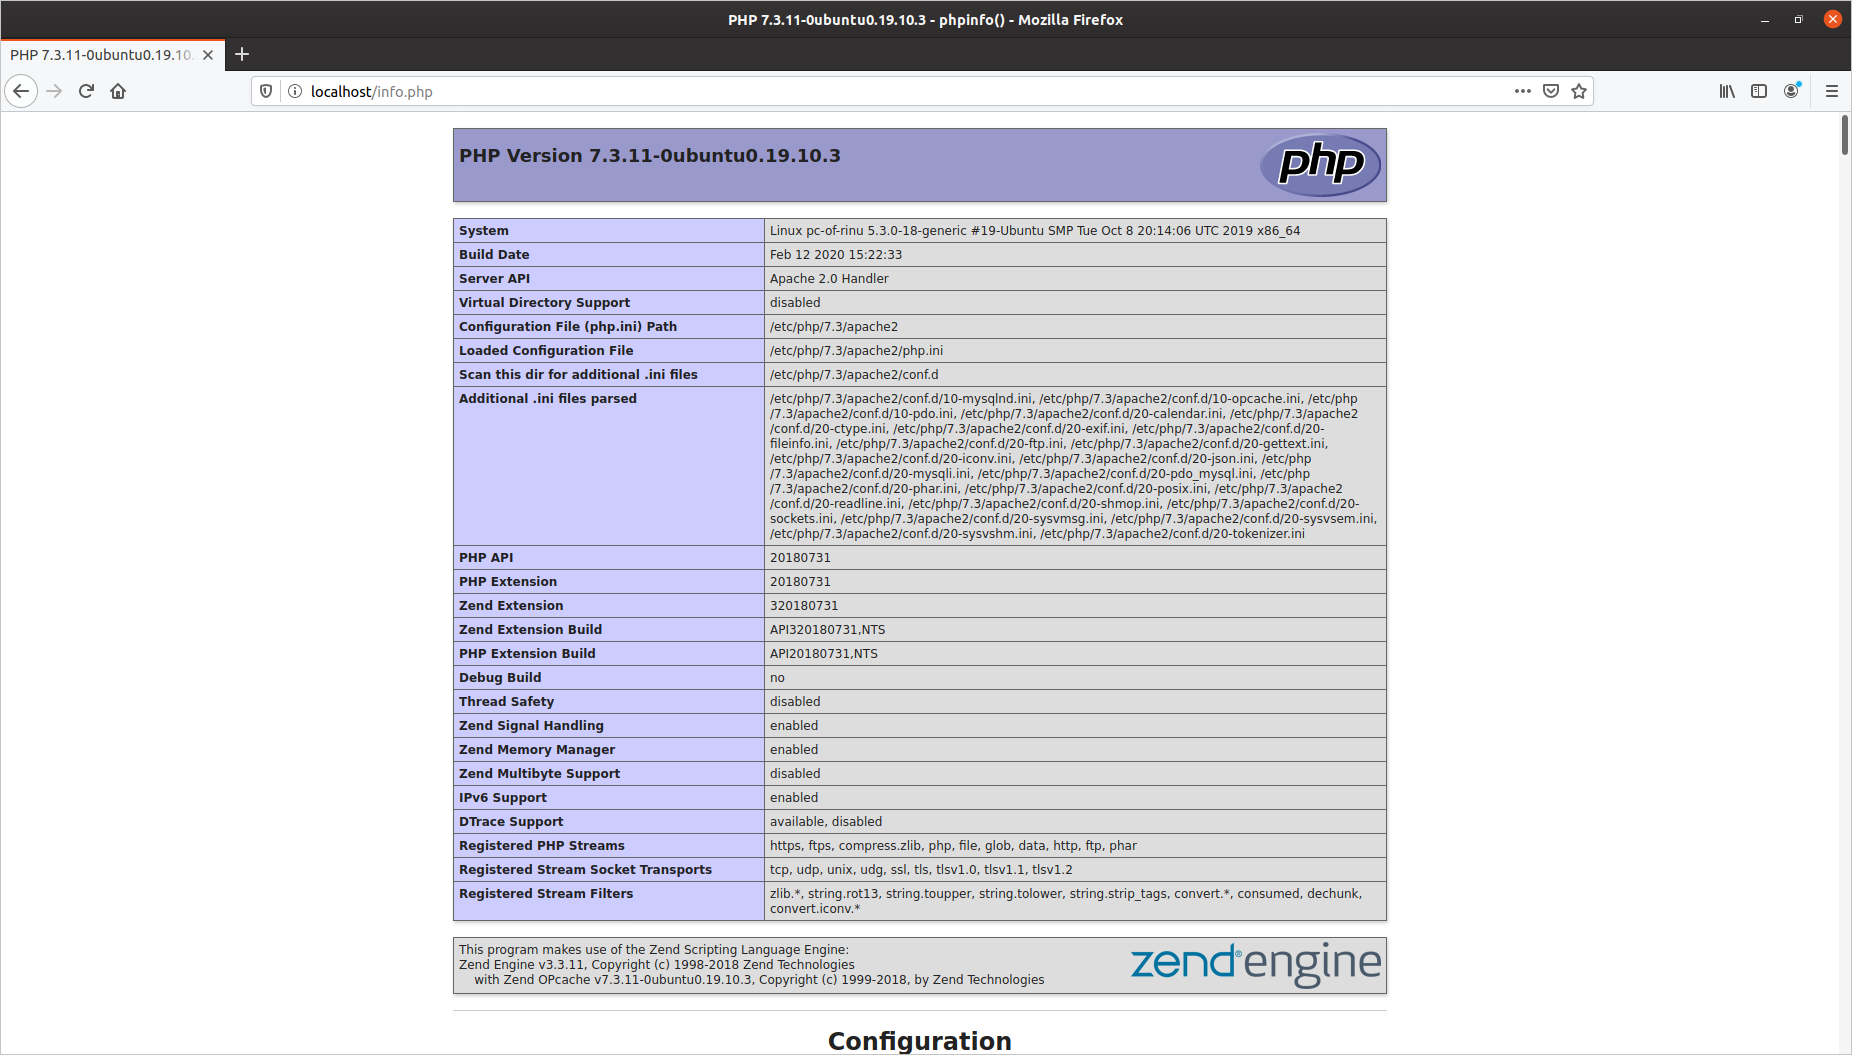 PHP 7.3.11-0ubuntu0.19.10.3 - phpinfo() - Mozilla Firefox
PHP 7.3.11-0ubuntu0.19.10.
localhost/info.php
PHP Version 7.3.11-0ubuntu0.19.10.3
php
System Linux pc-of-rinu 5.3.0-18-generic #19-Ubuntu SMP Tue Oct 8 20:14:06 UTC 2019 x86_64
Build Date Feb 12 2020 15:22:33
Server API Apache 2.0 Handler
Virtual Directory Support disabled
Configuration File (php.ini) Path /etc/php/7.3/apache2
Loaded Configuration File /etc/php/7.3/apache2/php.ini
Scan this dir for additional .ini files /etc/php/7.3/apache2/conf.d
Additional .ini files parsed /etc/php/7.3/apache2/conf.d/10-mysqlnd.ini, /etc/php/7.3/apache2/conf.d/10-opcache.ini, /etc/php
/7.3/apache2/conf.d/10-pdo.ini, /etc/php/7.3/apache2/conf.d/20-calendar.ini, /etc/php/7.3/apache2
/conf.d/20-ctype.ini, /etc/php/7.3/apache2/conf.d/20-exif.ini, /etc/php/7.3/apache2/conf.d/20-
fileinfo.ini, /etc/php/7.3/apache2/conf.d/20-ftp.ini, /etc/php/7.3/apache2/conf.d/20-gettext.ini,
/etc/php/7.3/apache2/conf.d/20-iconv.ini, /etc/php/7.3/apache2/conf.d/20-json.ini, /etc/php
/7.3/apache2/conf.d/20-mysqli.ini, /etc/php/7.3/apache2/conf.d/20-pdo_mysql.ini, /etc/php
/7.3/apache2/conf.d/20-phar.ini, /etc/php/7.3/apache2/conf.d/20-posix.ini, /etc/php/7.3/apache2
/conf.d/20-readline.ini, /etc/php/7.3/apache2/conf.d/20-shmop.ini, /etc/php/7.3/apache2/conf.d/20-
sockets.ini, /etc/php/7.3/apache2/conf.d/20-sysvmsg.ini, /etc/php/7.3/apache2/conf.d/20-sysvsem.ini,
/etc/php/7.3/apache2/conf.d/20-sysvshm.ini, /etc/php/7.3/apache2/conf.d/20-tokenizer.ini
PHP API 20180731
PHP Extension 20180731
Zend Extension 320180731
Zend Extension Build API320180731,NTS
PHP Extension Build API20180731,NTS
Debug Build no
Thread Safety disabled
Zend Signal Handling enabled
Zend Memory Manager enabled
Zend Multibyte Support disabled
IPv6 Support enabled
DTrace Support available, disabled
Registered PHP Streams https, ftps, compress.zlib, php, file, glob, data, http, ftp, phar
Registered Stream Socket Transports tcp, udp, unix, udg, ssl, tls, tlsv1.0, tlsv1.1, tlsv1.2
Registered Stream Filters zlib.*, string.rot13, string.toupper, string.tolower, string.strip_tags, convert.*, consumed, dechunk,
convert.iconv.*
This program makes use of the Zend Scripting Language Engine:
Zend Engine v3.3.11, Copyright (c) 1998-2018 Zend Technologies
with Zend OPcache v7.3.11-0ubuntu0.19.10.3, Copyright (c) 1999-2018, by Zend Technologies
zend® engine
Configuration